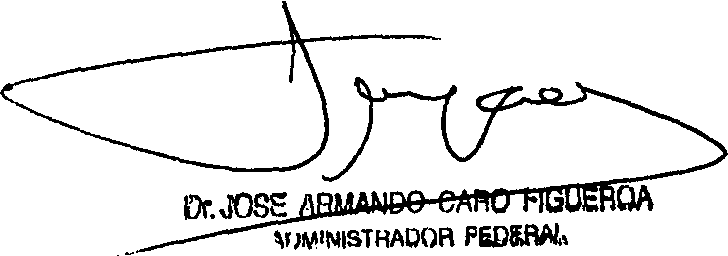 Dr. JOSE ARMANDO CARO FIGUEROA
ADMINISTRADOR FEDERAL